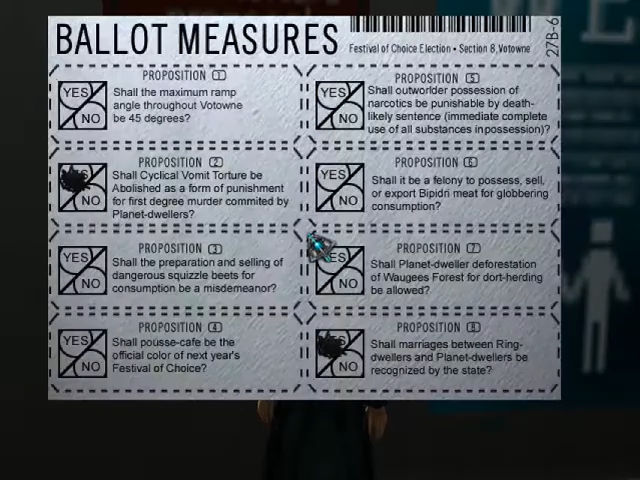 BALLOT MEASURES
Festival of Choice Election • Section 8, Votowne
27B-6
PROPOSITION 1
YES
NO
Shall the maximum ramp
angle throughout Votowne
be 45 degrees?
PROPOSITION 2
NO
Shall Cyclical Vomit Torture be
Abolished as a form of punishment
for first degree murder commited by
Planet-dwellers?
PROPOSITION 3
YES
NO
Shall the preparation and selling of
dangerous squizzle beets for
consumption be a misdemeanor?
PROPOSITION 4
YES
NO
Shall pousse-cafe be the
official color of next year's
Festival of Choice?
PROPOSITION 5
YES
NO
Shall outworlder possession of
narcotics be punishable by death-
likely sentence (immediate complete
use of all substances inpossession)?
PROPOSITION 6
YES
NO
Shall it be a felony to possess, sell,
or export Bipidri meat for globbering
consumption?
PROPOSITION 7
YES
NO
Shall Planet-dweller deforestation
of Waugees Forest for dort-herding
be allowed?
PROPOSITION 8
NO
Shall marriages between Ring-
dwellers and Planet-dwellers be
recognized by the state?